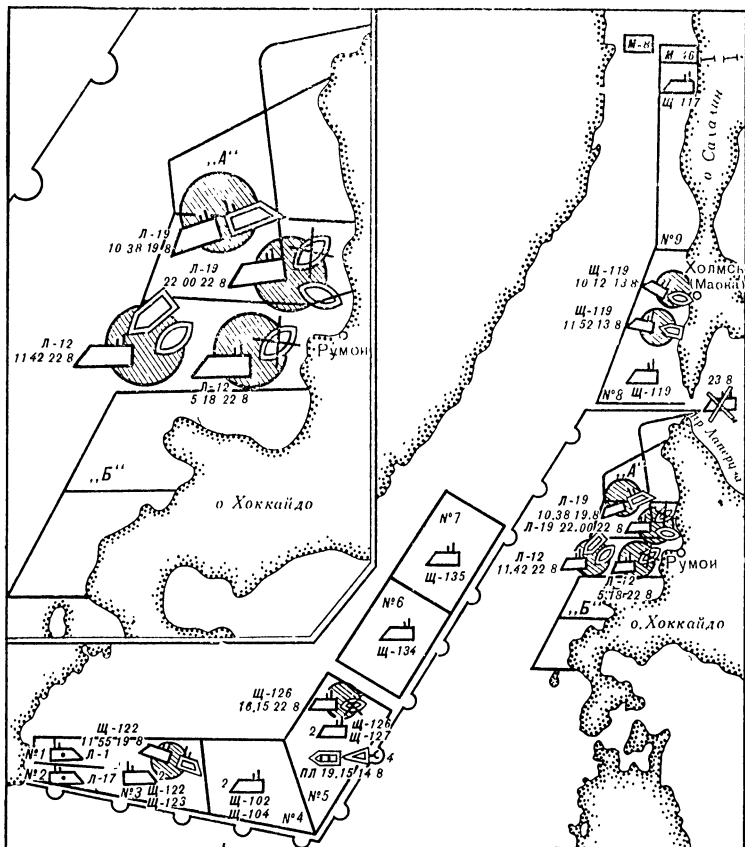 „А“
Л-19
10 38 19 8
Л-19
22 00 22 8
Л-12
11 42 22 8
Румои
Л-12
5 18 22 8
„Б“
о Хоккайдо
М-8
Щ-117
о Сахалин
№9
Щ-119
10 12 13 8
Холмск
(Маока)
Щ-119
11 52 13 8
Щ-119
№8
23 8
„А“
Л-19
10.38 19.8
Л-19 22.00 22 8
Л-12
11,42 22 8
Румои
Л-12
5,18 22 8
„Б“
о. Хоккайдо
№7
Щ-135
№6
Щ-134
Щ-126
16,15 22 8
2
Щ-126
Щ-127
4
ПЛ 19,15 14 8
№5
Щ-122
11 55 19 8
№1
Л-1
№2
Л-17
№3
2
Щ-122
Щ-123
2
Щ-102
Щ-104
№4